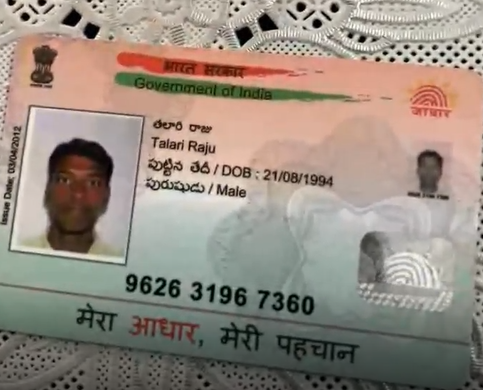 भारत सरकार
Government of India
आधार
Issue Date: 03/04/2012
తలారి రాజు
Talari Raju
పుట్టిన తేదీ / DOB : 21/08/1994
పురుషుడు / Male
9626 3196 7360
मेरा आधार, मेरी पहचान